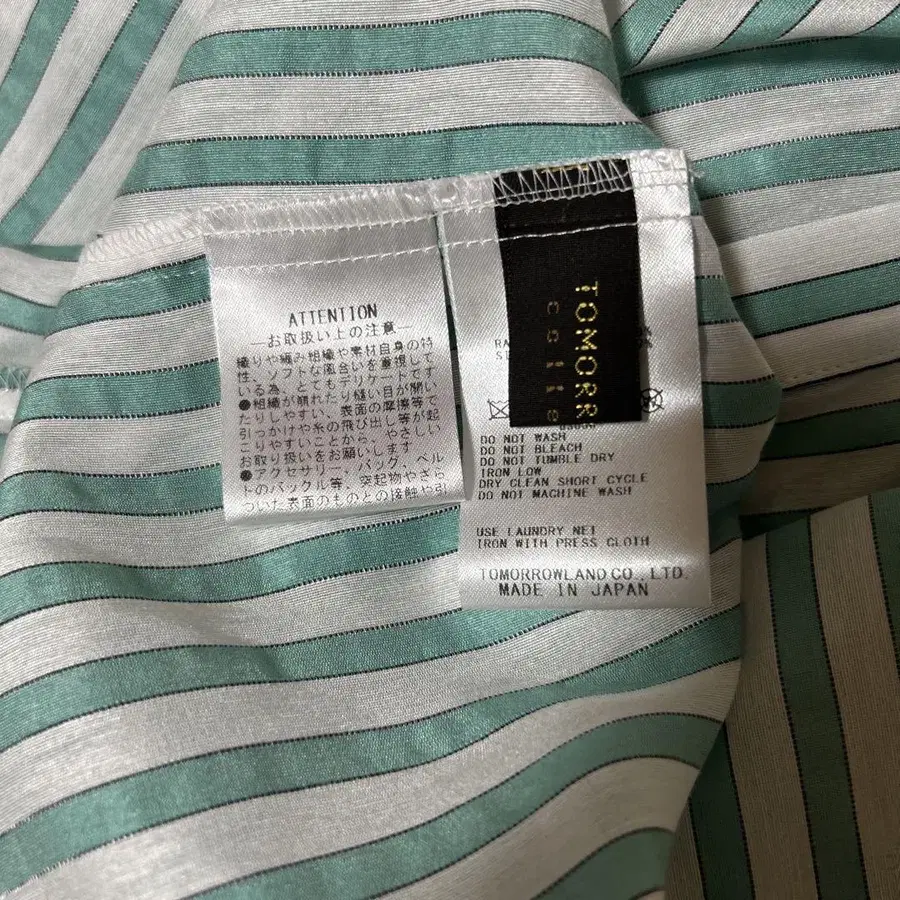 ATTENTION
―お取扱い上の注意―
織りや編み組織や素材自身の特
性、ソフトな風合いを重視して
いる為、とてもデリケートです
●組織が崩れたり縫い目が開い
たりしやすい、表面の摩擦等で
引っかけや糸の飛び出し等が起
こりやすいことから、やさしい
お取り扱いをお願いします
●アクセサリー、バッグ、ベル
トのバックル等、突起物やざら
ついた表面のものとの接触や引
TOMORR
colle
DO NOT WASH
DO NOT BLEACH
DO NOT TUMBLE DRY
IRON LOW
DRY CLEAN SHORT CYCLE
DO NOT MACHINE WASH
USE LAUNDRY NET
IRON WITH PRESS CLOTH
TOMORROWLAND CO., LTD.
MADE IN JAPAN